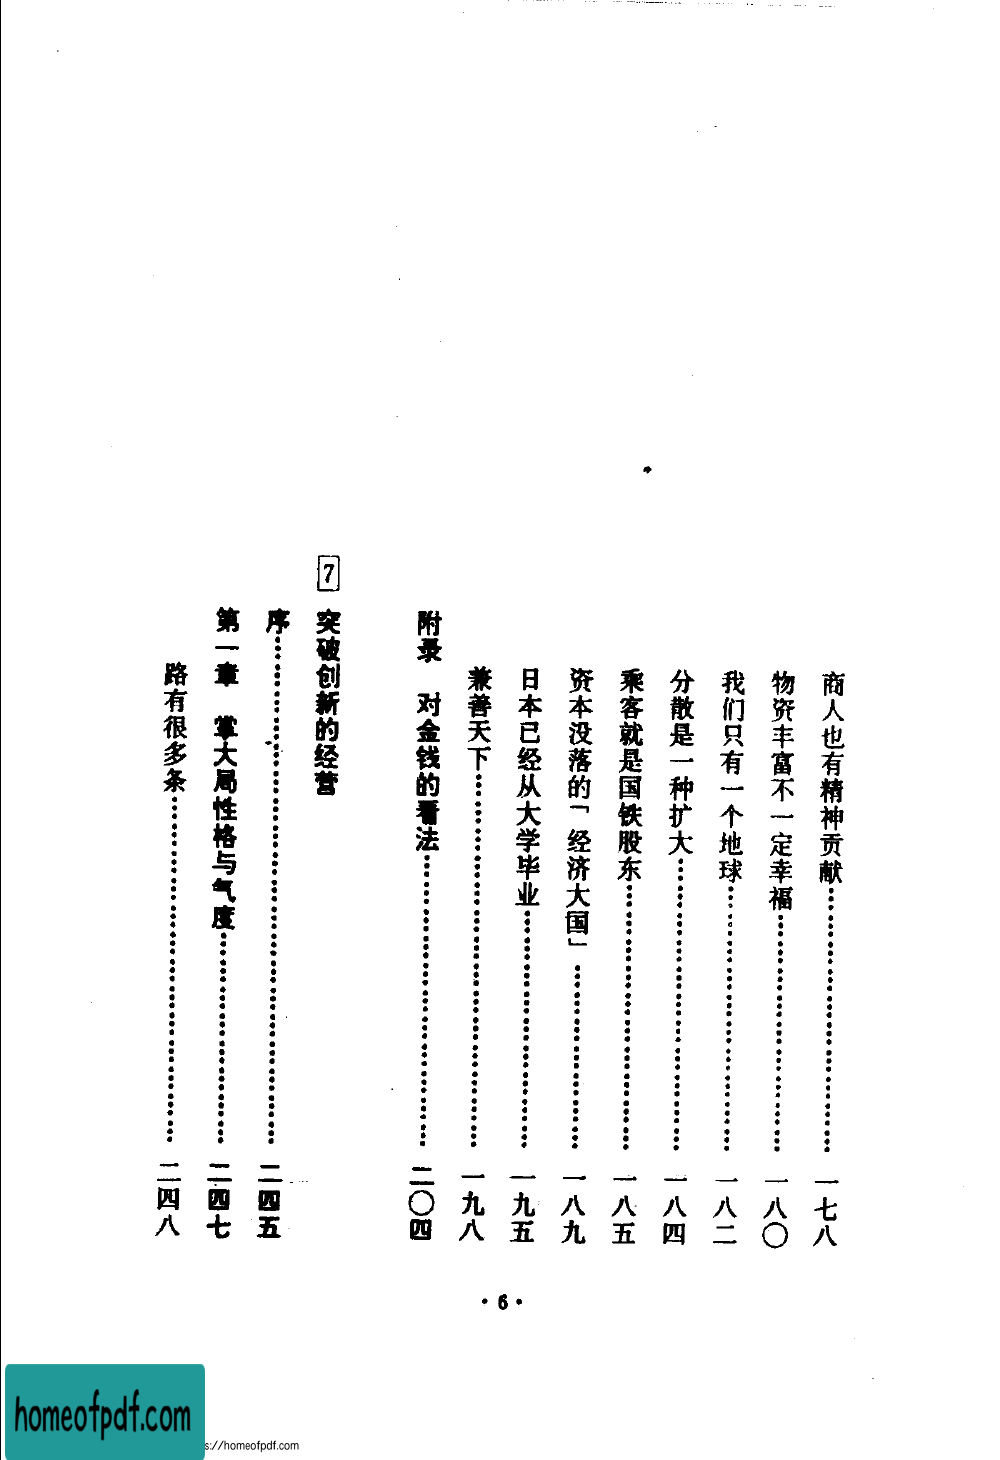 商人也有精神贡献……一七八
物资丰富不一定幸福……一八〇
我们只有一个地球……一八二
分散是一种扩大……一八四
乘客就是国铁股东……一八五
资本没落的「经济大国」……一八九
日本已经从大学毕业……一九五
兼善天下……一九八
附录 对金钱的看法……二〇四
7 突破创新的经营
序……二四五
第一章 掌大局性格与气度……二四七
路有很多条……二四八
·6·
homeofpdf.com
s://homeofpdf.com